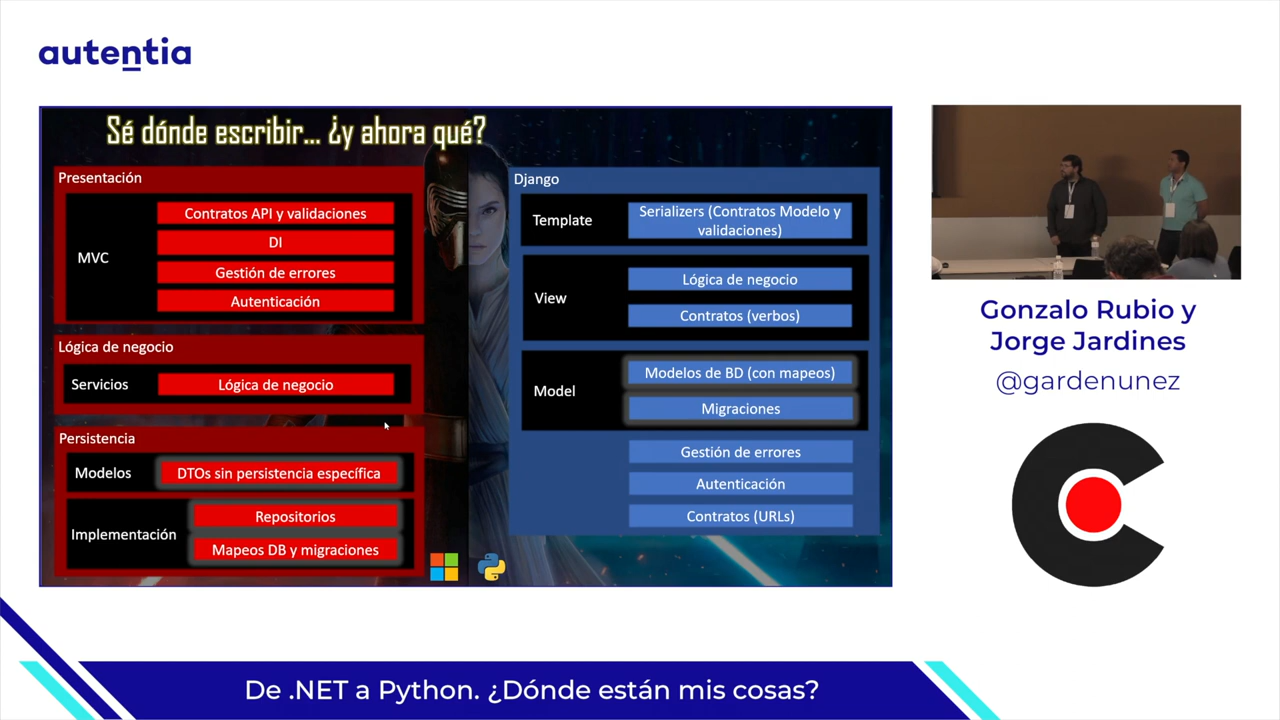 autentia
Sé dónde escribir... ¿y ahora qué?
Presentación
MVC
Contratos API y validaciones
DI
Gestión de errores
Autenticación
Lógica de negocio
Servicios
Lógica de negocio
Persistencia
Modelos
DTOs sin persistencia específica
Implementación
Repositorios
Mapeos DB y migraciones
Django
Template
Serializers (Contratos Modelo y
validaciones)
View
Lógica de negocio
Contratos (verbos)
Model
Modelos de BD (con mapeos)
Migraciones
Gestión de errores
Autenticación
Contratos (URLs)
Gonzalo Rubio y
Jorge Jardines
@gardenunez
De .NET a Python. ¿Dónde están mis cosas?